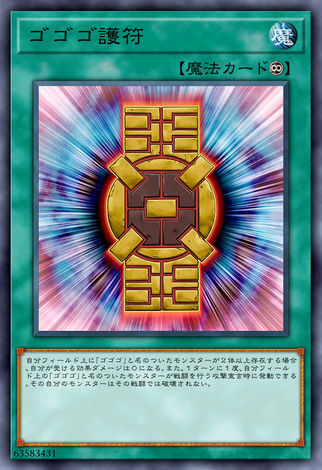 ゴゴゴ護符
魔
【魔法カード♾】
自分フィールド上に「ゴゴゴ」と名のついたモンスターが2体以上存在する場合、
自分が受ける効果ダメージは0になる。また、1ターンに1度、自分フィールド
上の「ゴゴゴ」と名のついたモンスターが戦闘を行う攻撃宣言時に発動できる。
その自分のモンスターはその戦闘では破壊されない。
63583431